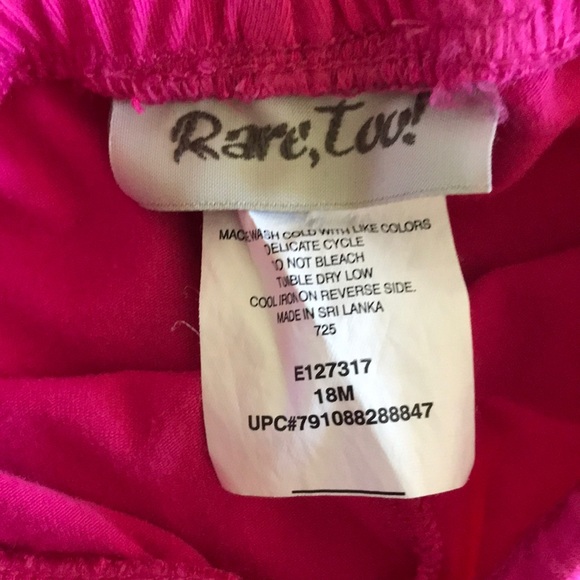 Rare, Too!
MACH WASH COLD WITH LIKE COLORS
DELICATE CYCLE
DO NOT BLEACH
TUMBLE DRY LOW
COOL IRON ON REVERSE SIDE.
MADE IN SRI LANKA
725
E127317
18M
UPC#791088288847